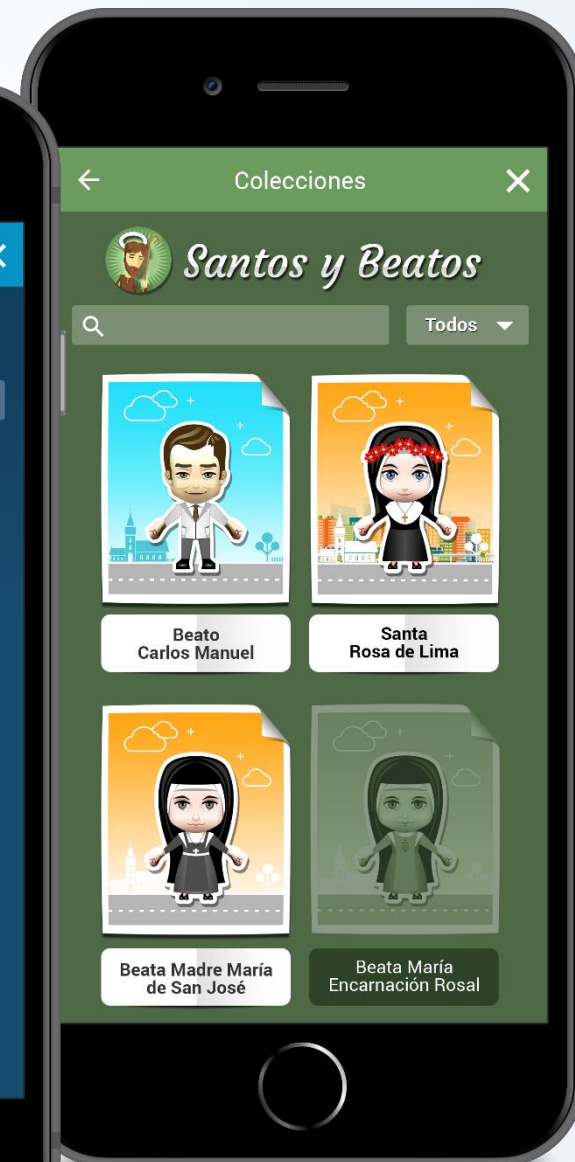 Colecciones
Santos y Beatos
Todos
Beato
Carlos Manuel
Santa
Rosa de Lima
Beata Madre María
de San José
Beata María
Encarnación Rosal